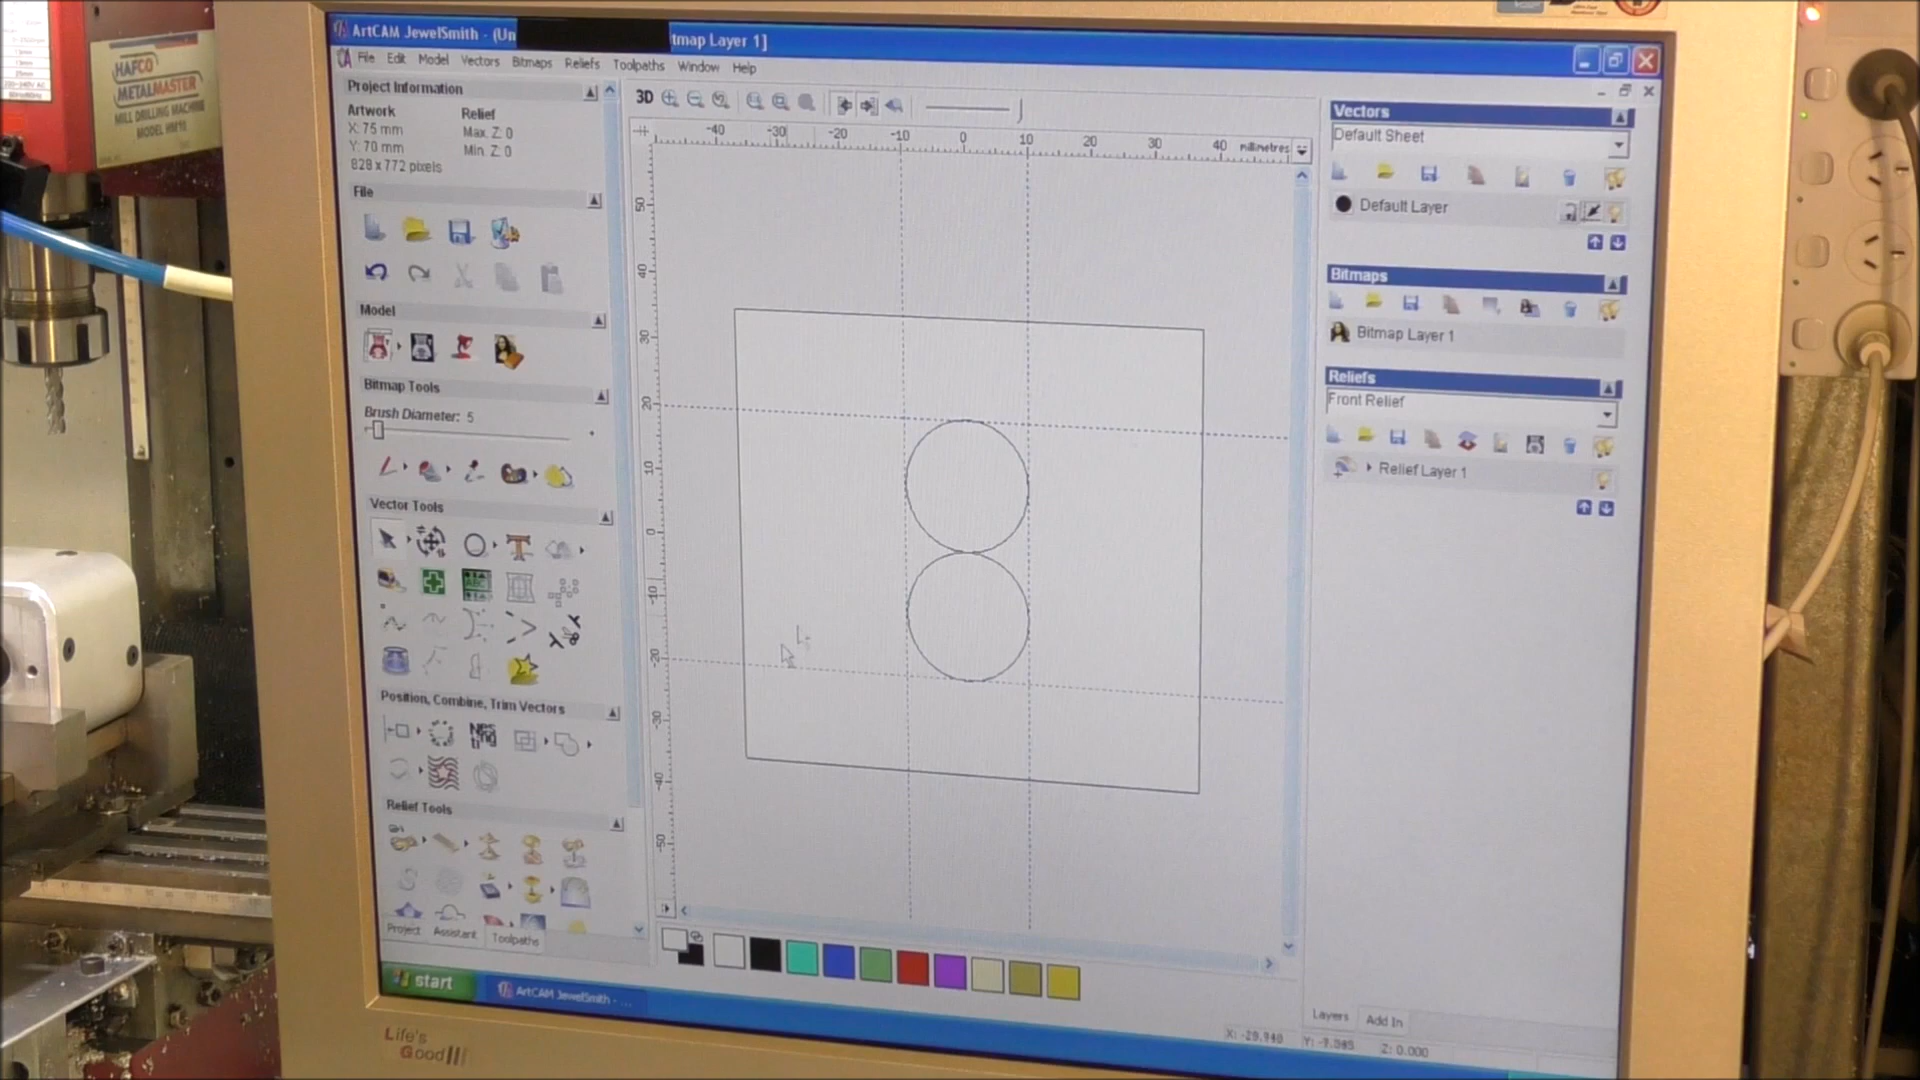 ArtCAM JewelSmith - (Un
tmap Layer 1]
File Edit Model Vectors Bitmaps Reliefs Toolpaths Window Help
HAFCO
METALMASTER
MILL DRILLING MACHINE
MODEL HM10
Project Information
Artwork
Relief
X: 75 mm
Max. Z: 0
Y: 70 mm
Min. Z: 0
828 x 772 pixels
File
Model
Bitmap Tools
Brush Diameter: 5
Vector Tools
Position, Combine, Trim Vectors
Relief Tools
Project Assistant Toolpaths
3D
-40 -30 -20 -10 0 10 20 30 40 millimetres
50
40
30
20
10
0
-10
-20
-30
-40
-50
Vectors
Default Sheet
Default Layer
Bitmaps
Bitmap Layer 1
Reliefs
Front Relief
Relief Layer 1
Layers Add In
start
ArtCAM JewelSmith - ...
Z: 0.000
Life's
Good